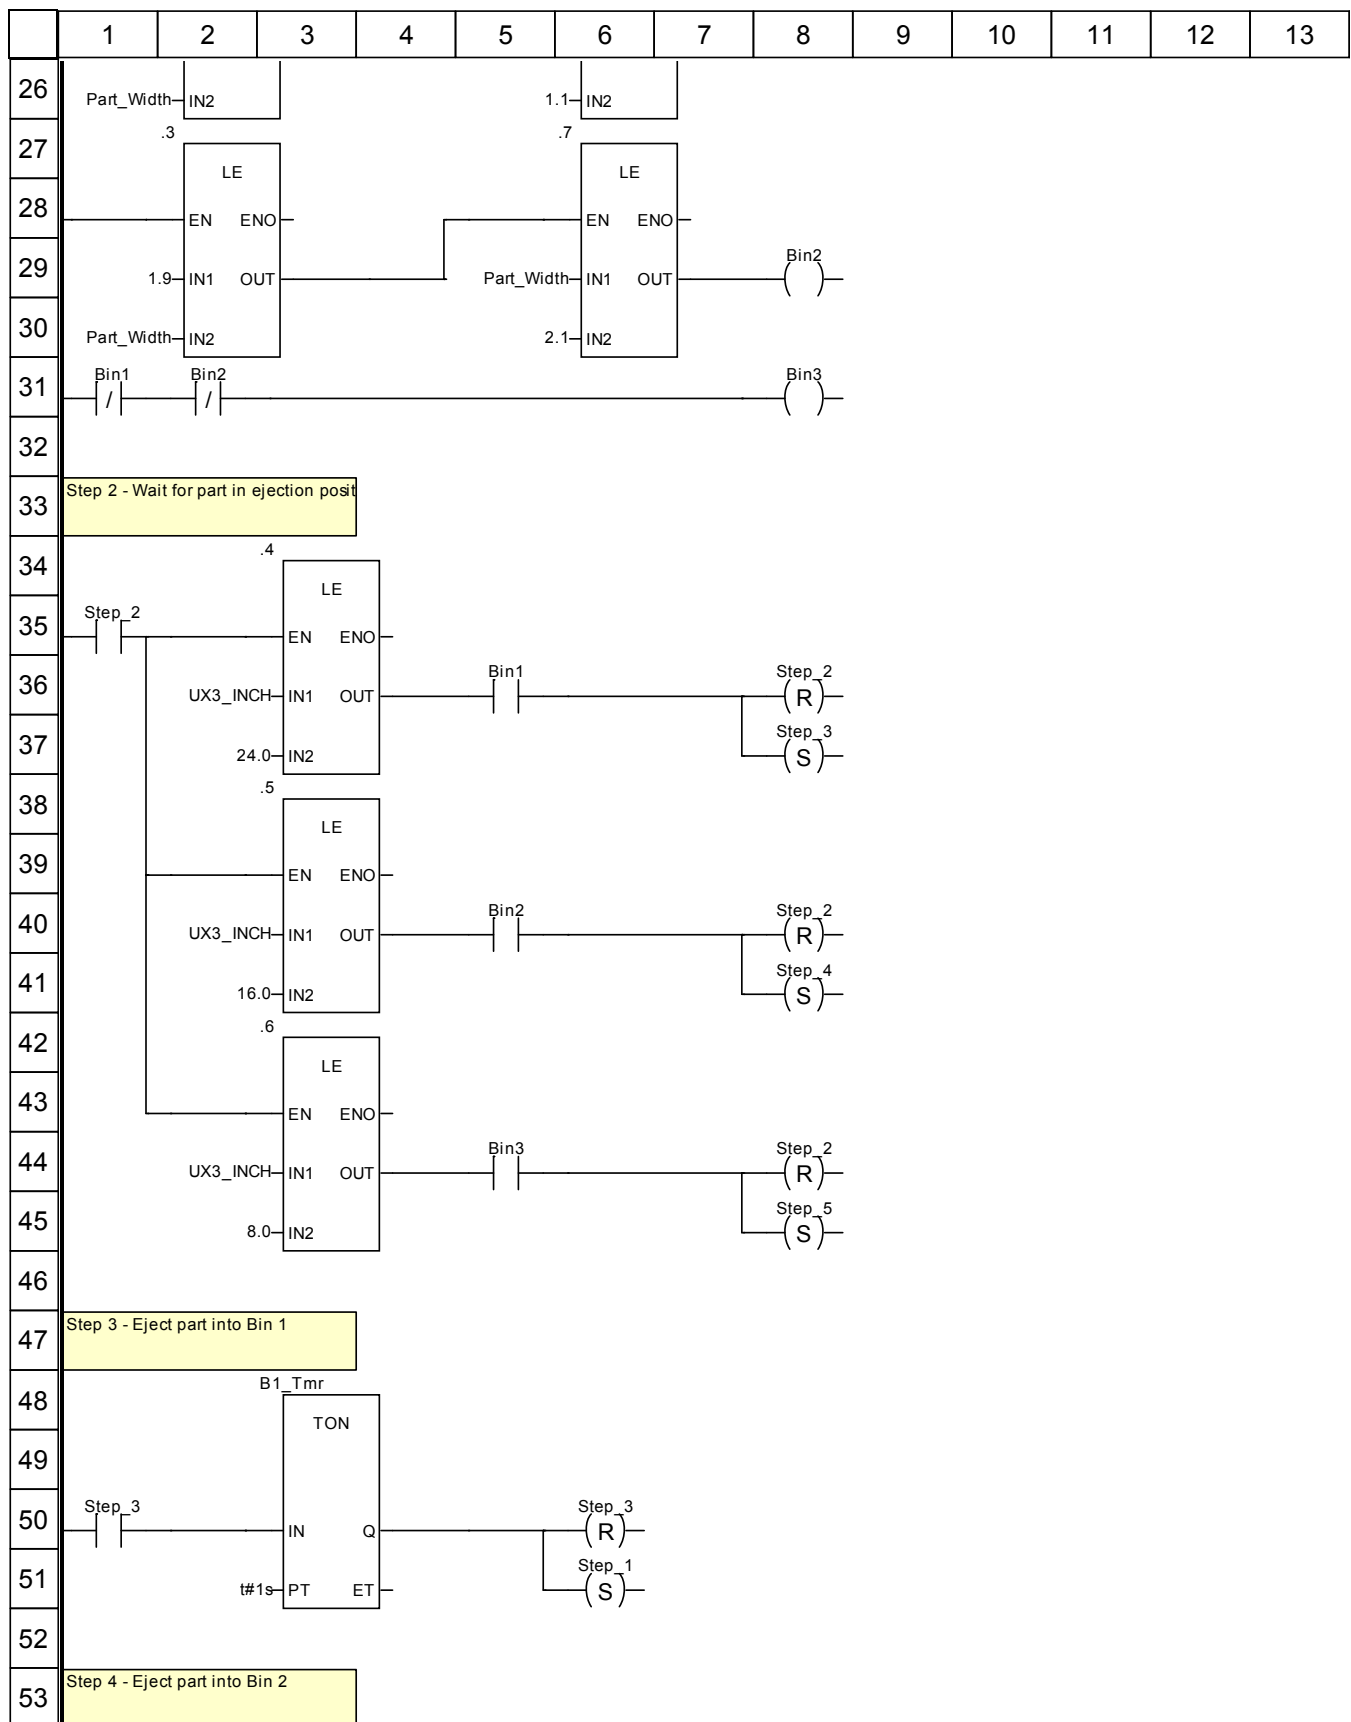 1 2 3 4 5 6 7 8 9 10 11 12 13
26 Part_Width IN2 1.1 IN2
27 .3 .7
LE LE
28 EN ENO EN ENO
29 1.9 IN1 OUT Part_Width IN1 OUT Bin2
30 Part_Width IN2 2.1 IN2
31 Bin1 Bin2 Bin3
/ /
32
33 Step 2 - Wait for part in ejection posit
34 .4
LE
35 Step_2 EN ENO
36 UX3_INCH IN1 OUT Bin1 Step_2
R
37 24.0 IN2 Step_3
S
38 .5
LE
39 EN ENO
40 UX3_INCH IN1 OUT Bin2 Step_2
R
41 16.0 IN2 Step_4
S
42 .6
LE
43 EN ENO
44 UX3_INCH IN1 OUT Bin3 Step_2
R
45 8.0 IN2 Step_5
S
46
47 Step 3 - Eject part into Bin 1
48 B1_Tmr
TON
49
50 Step_3 IN Q Step_3
R
51 t#1s PT ET Step_1
S
52
53 Step 4 - Eject part into Bin 2